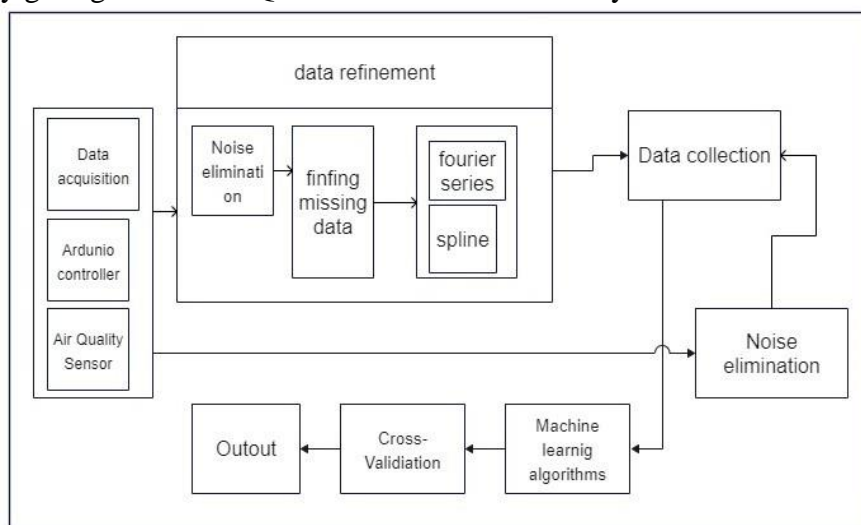 data refinement
Data
acquisition
Ardunio
controller
Air Quality
Sensor
Noise
eliminati
on
finfing
missing
data
fourier
series
spline
Data collection
Noise
elimination
Machine
learnig
algorithms
Cross-
Validiation
Outout